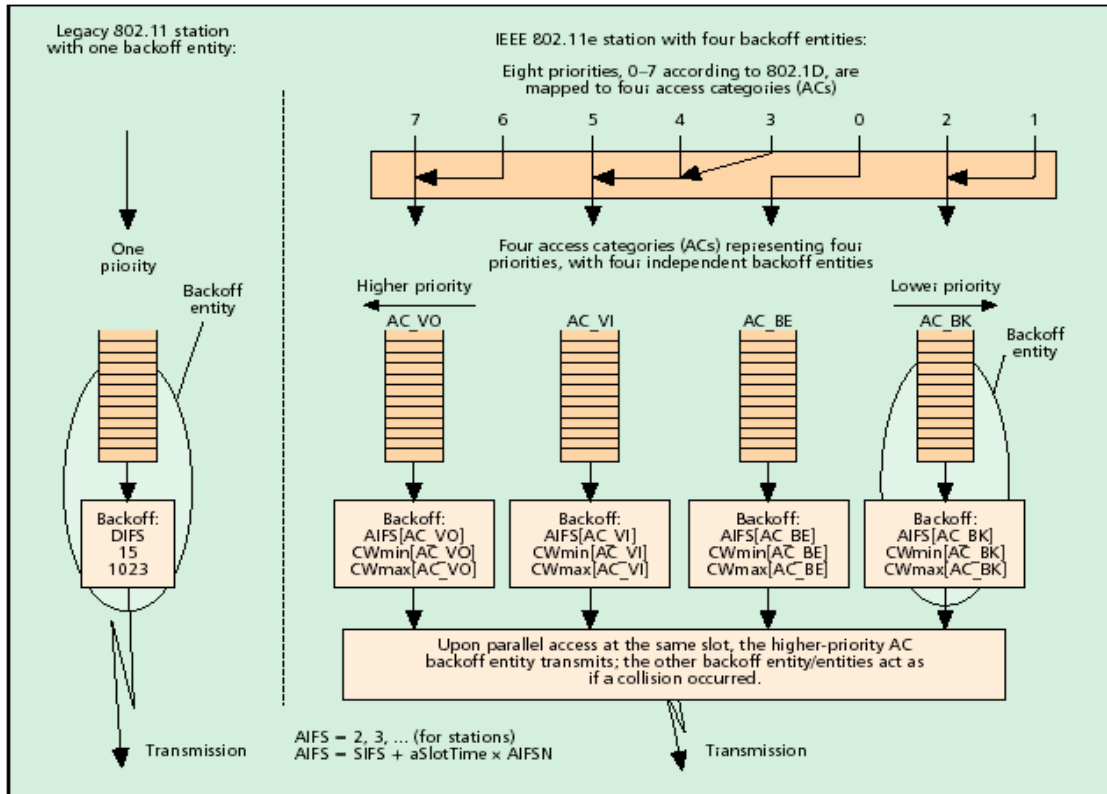 Legacy 802.11 station
with one backoff entity:
IEEE 802.11e station with four backoff entities:
Eight priorities, 0–7 according to 802.1D, are
mapped to four access categories (ACs)
7 6 5 4 3 0 2 1
One
priority
Four access categories (ACs) representing four
priorities, with four independent backoff entities
Backoff
entity
Higher priority
Lower priority
AC_VO AC_VI AC_BE AC_BK
Backoff
entity
Backoff:
DIFS
15
1023
Backoff:
AIFS[AC_VO]
CWmin[AC_VO]
CWmax[AC_VO]
Backoff:
AIFS[AC_VI]
CWmin[AC_VI]
CWmax[AC_VI]
Backoff:
AIFS[AC_BE]
CWmin[AC_BE]
CWmax[AC_BE]
Backoff:
AIFS[AC_BK]
CWmin[AC_BK]
CWmax[AC_BK]
Upon parallel access at the same slot, the higher-priority AC
backoff entity transmits; the other backoff entity/entities act as
if a collision occurred.
Transmission
AIFS = 2, 3, ... (for stations)
AIFS = SIFS + aSlotTime × AIFSN
Transmission